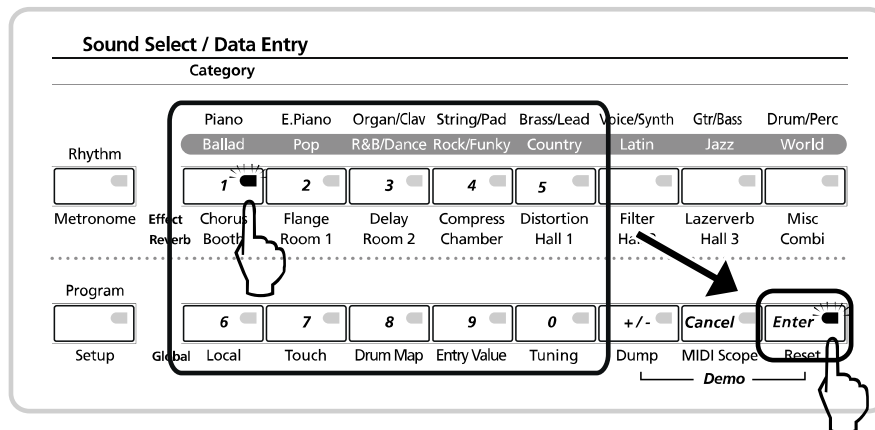 Sound Select / Data Entry
Category
Piano E.Piano Organ/Clav String/Pad Brass/Lead Voice/Synth Gtr/Bass Drum/Perc
Rhythm Ballad Pop R&B/Dance Rock/Funky Country Latin Jazz World
1 2 3 4 5
Metronome Effect Chorus Flange Delay Compress Distortion Filter Lazerverb Misc
Reverb Booth Room 1 Room 2 Chamber Hall 1 Hall 3 Combi
Program
6 7 8 9 0 +/- Cancel Enter
Setup Global Local Touch Drum Map Entry Value Tuning Dump MIDI Scope Reset
Demo